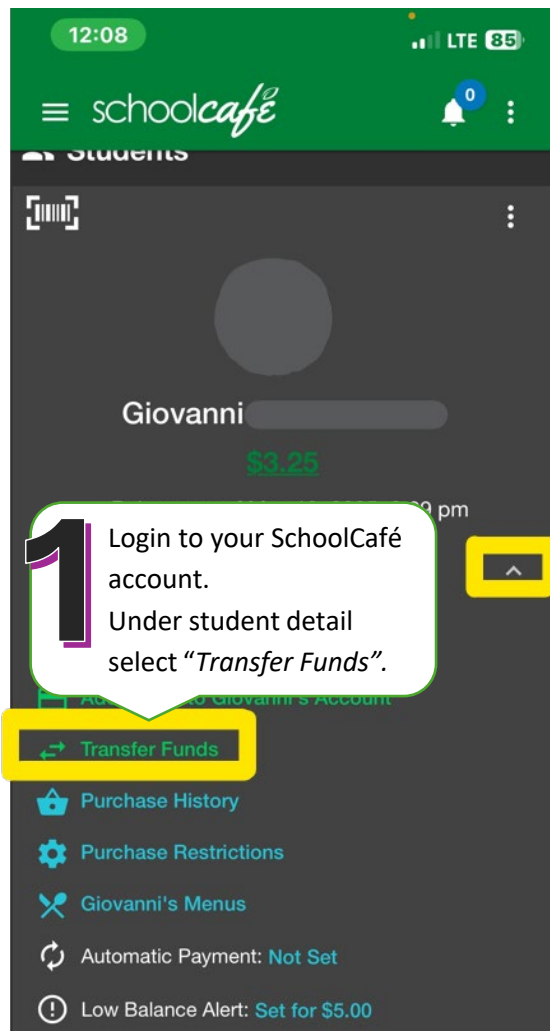 12:08
LTE 85
schoolcafé
0
Students
Giovanni
$3.25
pm
1
Login to your SchoolCafé
account.
Under student detail
select "Transfer Funds".
Giovanni's Account
Transfer Funds
Purchase History
Purchase Restrictions
Giovanni's Menus
Automatic Payment: Not Set
Low Balance Alert: Set for $5.00